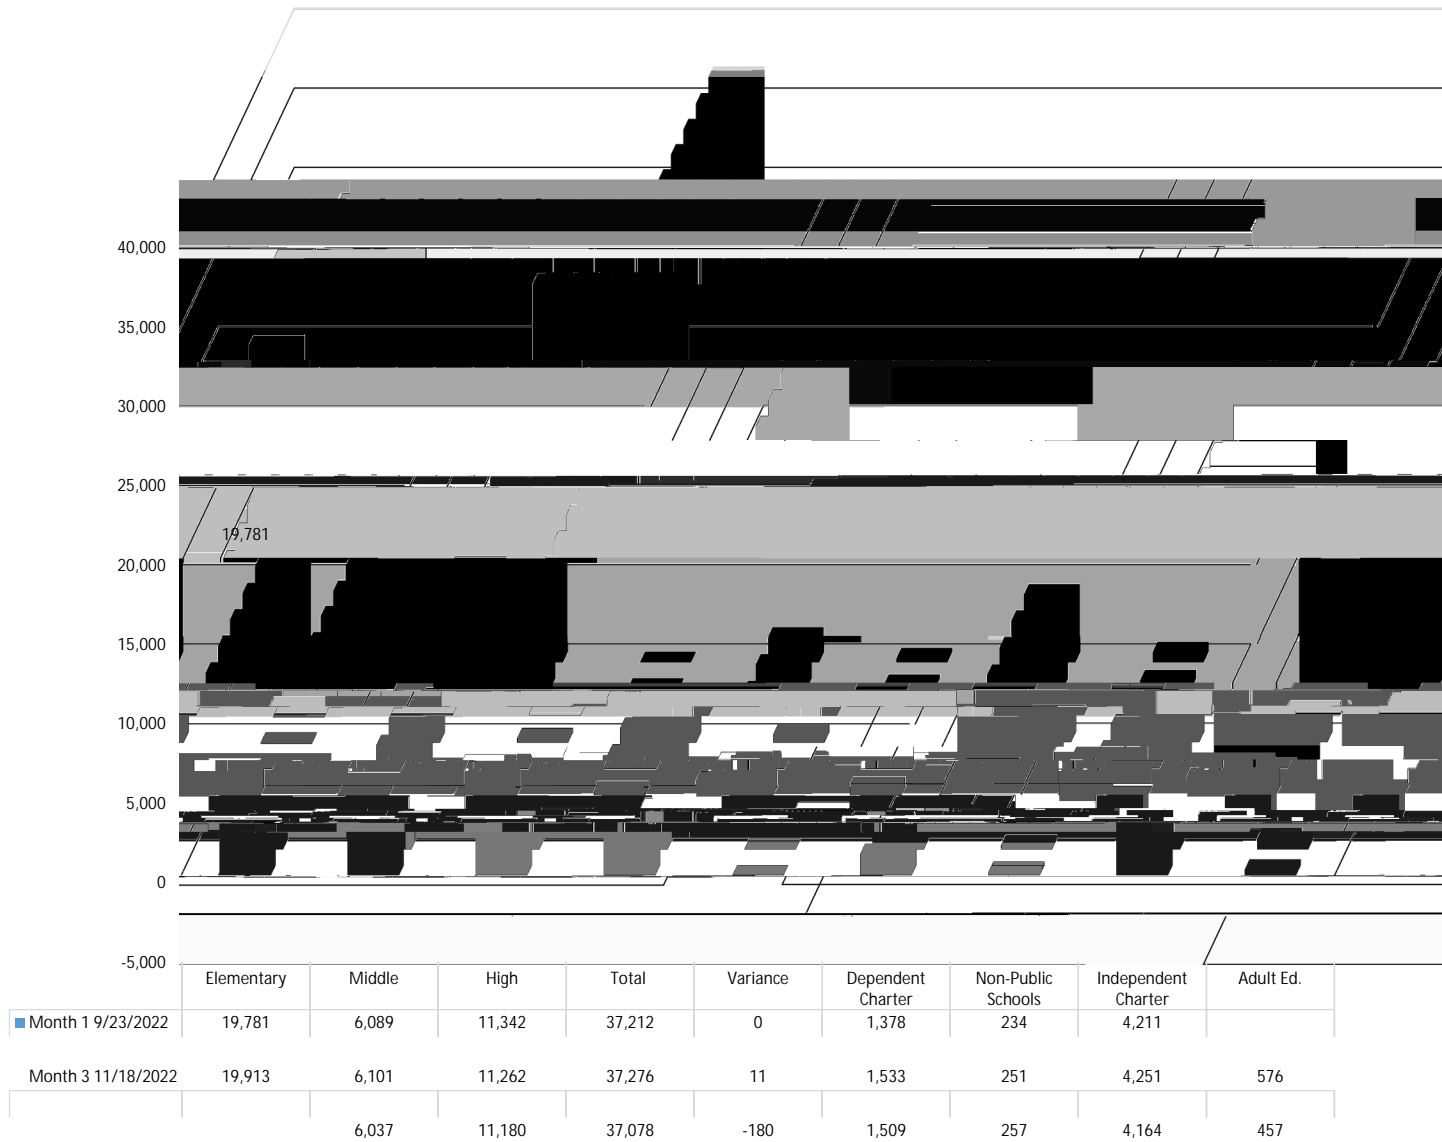 40,000
35,000
30,000
25,000
19,781
20,000
15,000
10,000
5,000
0
-5,000
Elementary Middle High Total Variance Dependent Charter Non-Public Schools Independent Charter Adult Ed.
Month 1 9/23/2022 19,781 6,089 11,342 37,212 0 1,378 234 4,211
Month 3 11/18/2022 19,913 6,101 11,262 37,276 11 1,533 251 4,251 576
6,037 11,180 37,078 -180 1,509 257 4,164 457